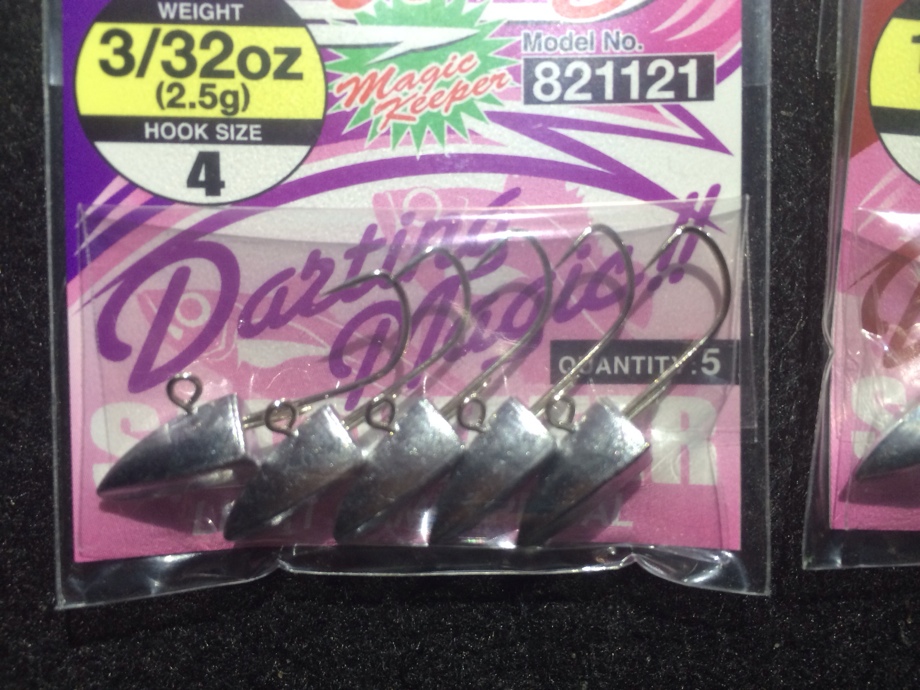 WEIGHT
3/32oz
(2.5g)
HOOK SIZE
4
Magic
Keeper
Model No.
821121
Darting
Magic!!
QUANTITY:5